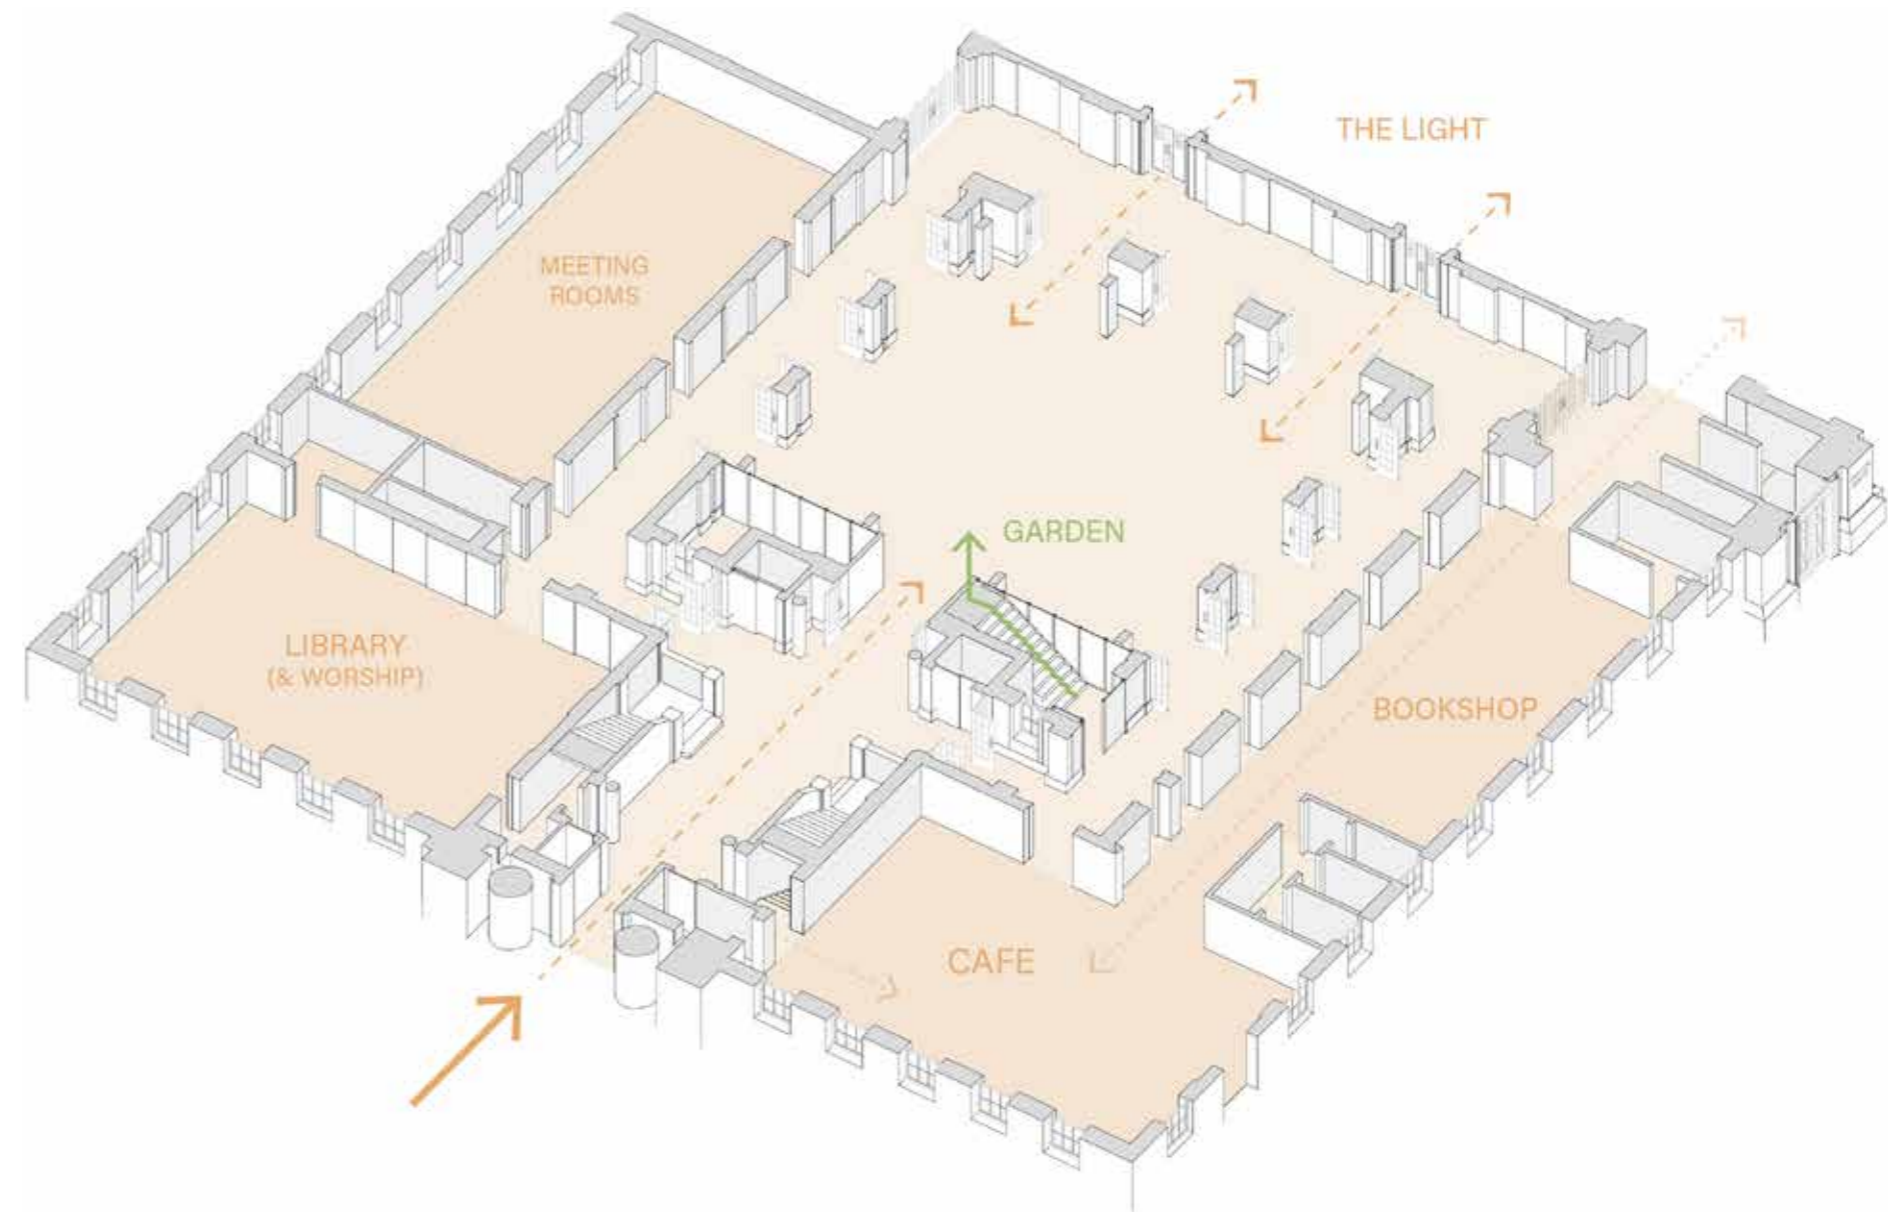 THE LIGHT
MEETING
ROOMS
GARDEN
LIBRARY
(& WORSHIP)
BOOKSHOP
CAFE